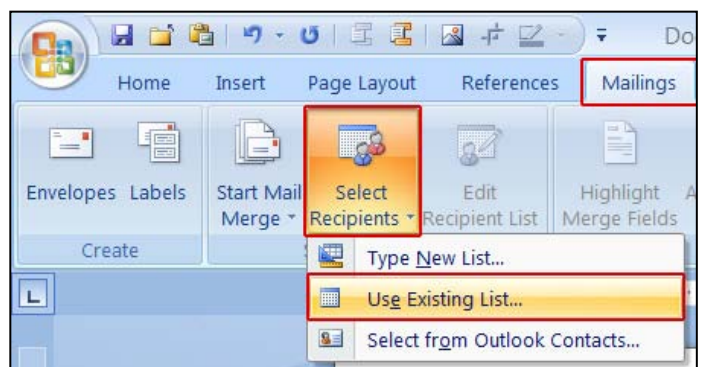 Do
Home Insert Page Layout References Mailings
Envelopes Labels Start Mail Merge Select Recipients Edit Recipient List Highlight Merge Fields A
Create S
L
Type New List...
Use Existing List...
Select from Outlook Contacts...